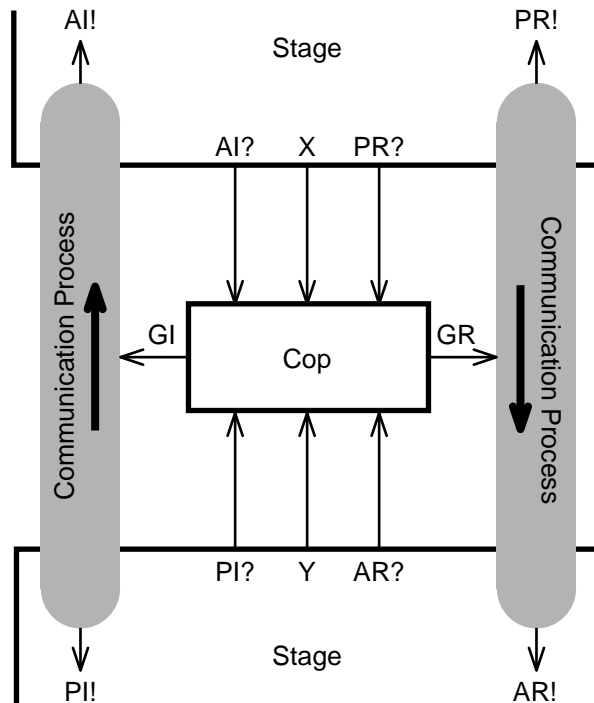 AI!
PR!
Stage
AI?
X
PR?
Communication Process
Communication Process
GI
Cop
GR
PI?
Y
AR?
Stage
PI!
AR!